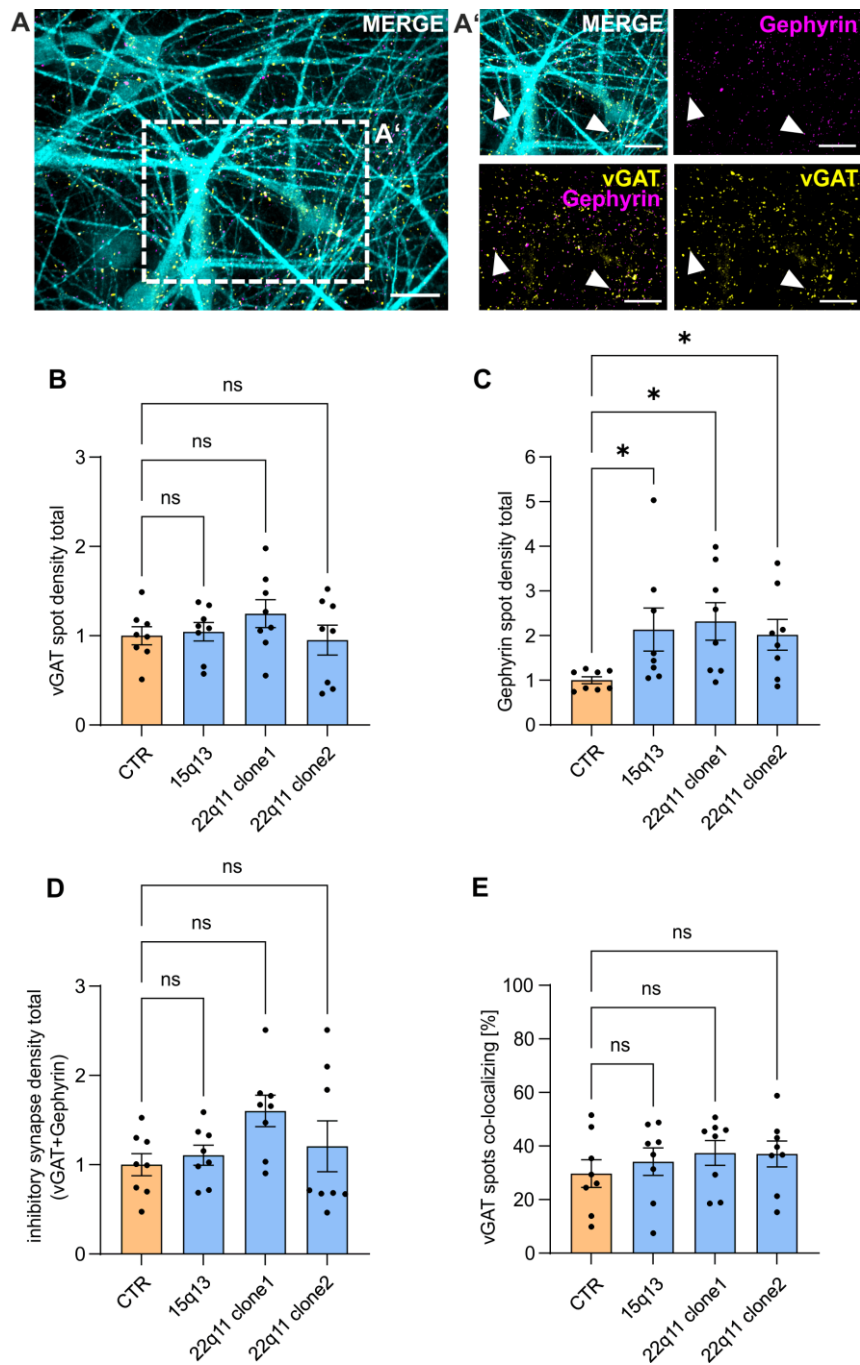 A
MERGE
A'
A'
MERGE
Gephyrin
vGAT
Gephyrin
vGAT
B
ns
ns
ns
vGAT spot density total
3
2
1
0
CTR
15q13
22q11 clone1
22q11 clone2
C
*
*
*
Gephyrin spot density total
6
5
4
3
2
1
0
CTR
15q13
22q11 clone1
22q11 clone2
D
ns
ns
ns
inhibitory synapse density total
(vGAT+Gephyrin)
3
2
1
0
CTR
15q13
22q11 clone1
22q11 clone2
E
ns
ns
ns
vGAT spots co-localizing [%]
100
80
60
40
20
0
CTR
15q13
22q11 clone1
22q11 clone2